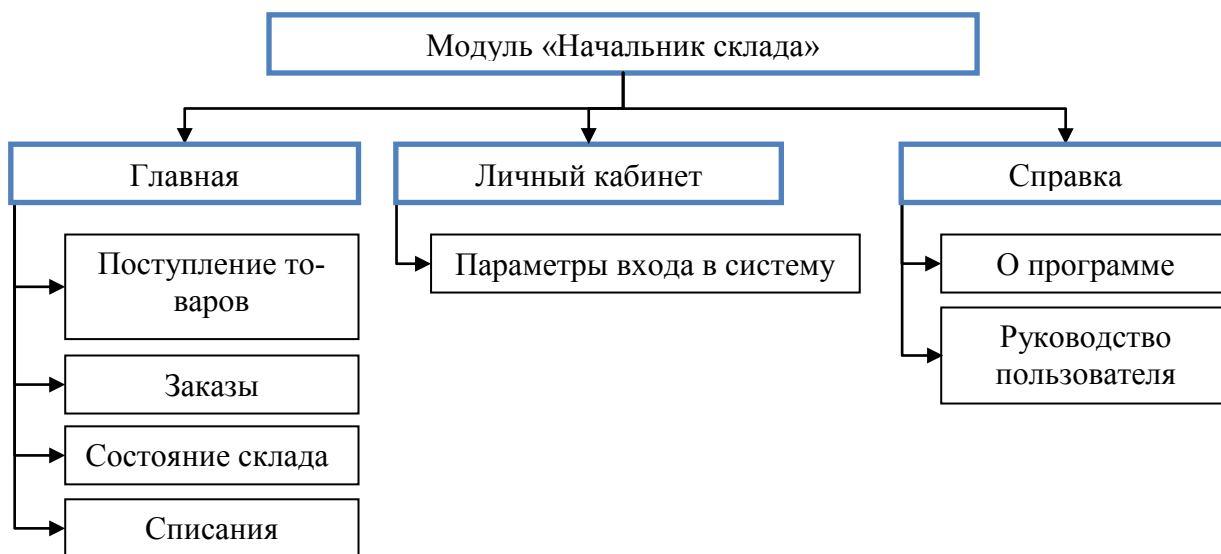 Модуль «Начальник склада»
Главная
Личный кабинет
Справка
Поступление то-
варов
Заказы
Состояние склада
Списания
Параметры входа в систему
О программе
Руководство
пользователя